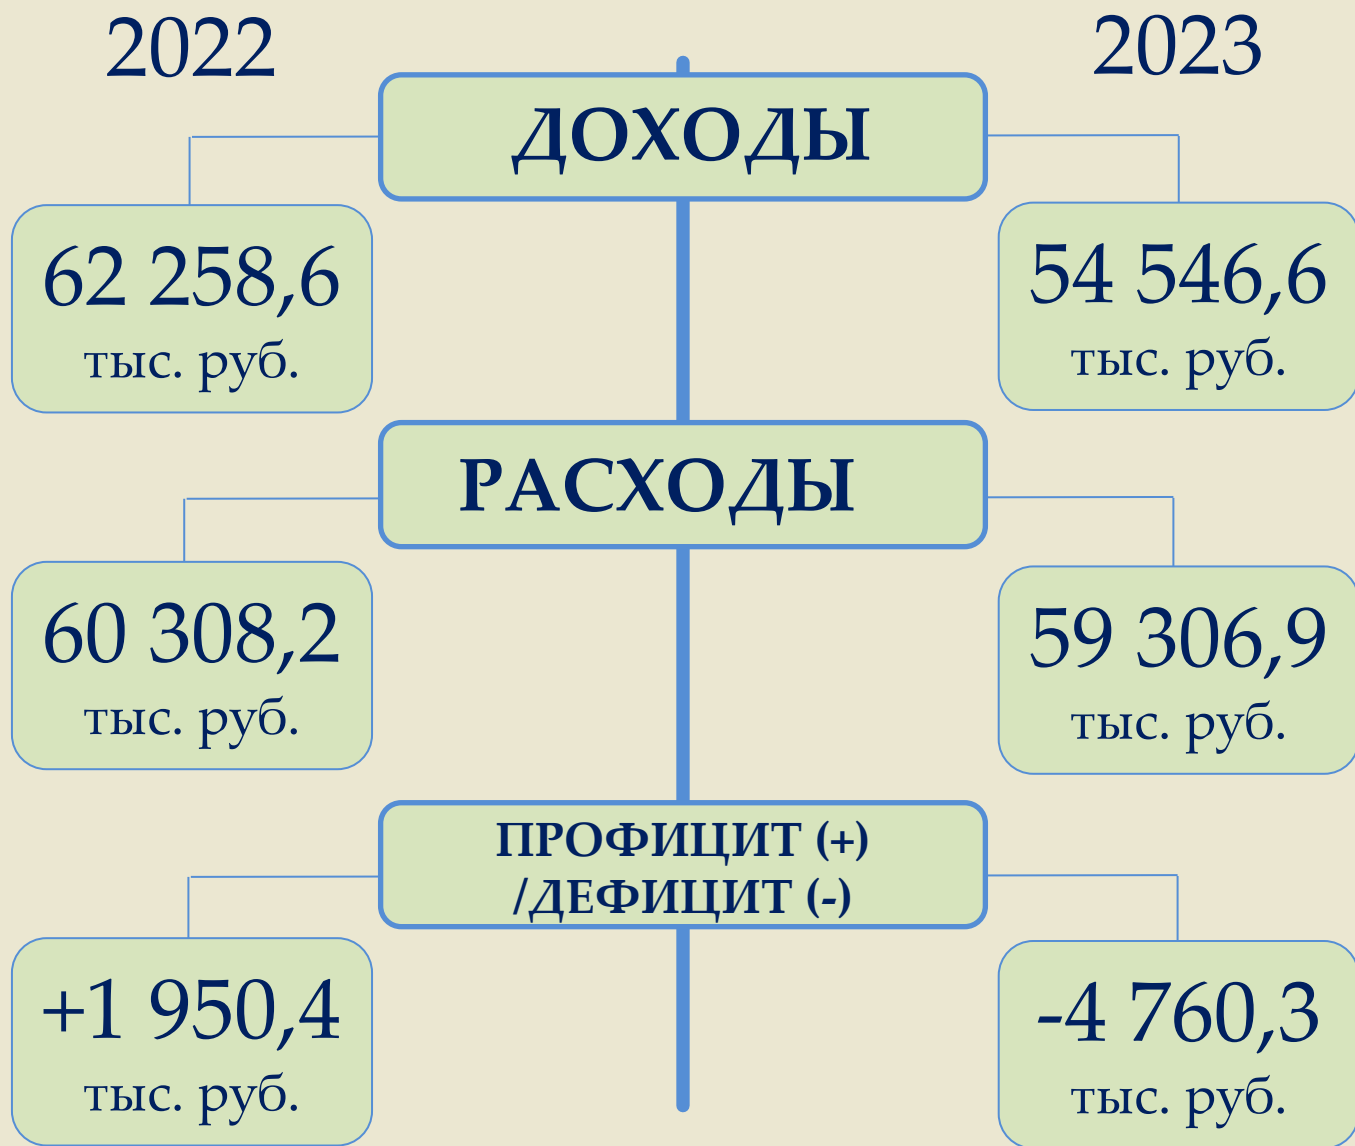 2022
2023
ДОХОДЫ
62 258,6
тыс. руб.
54 546,6
тыс. руб.
РАСХОДЫ
60 308,2
тыс. руб.
59 306,9
тыс. руб.
ПРОФИЦИТ (+)
/ДЕФИЦИТ (-)
+1 950,4
тыс. руб.
-4 760,3
тыс. руб.